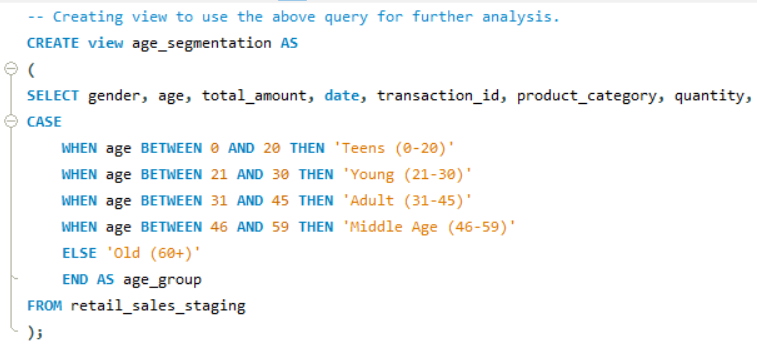 -- Creating view to use the above query for further analysis.
CREATE view age_segmentation AS
(
SELECT gender, age, total_amount, date, transaction_id, product_category, quantity,
CASE
WHEN age BETWEEN 0 AND 20 THEN 'Teens (0-20)'
WHEN age BETWEEN 21 AND 30 THEN 'Young (21-30)'
WHEN age BETWEEN 31 AND 45 THEN 'Adult (31-45)'
WHEN age BETWEEN 46 AND 59 THEN 'Middle Age (46-59)'
ELSE 'Old (60+)'
END AS age_group
FROM retail_sales_staging
);